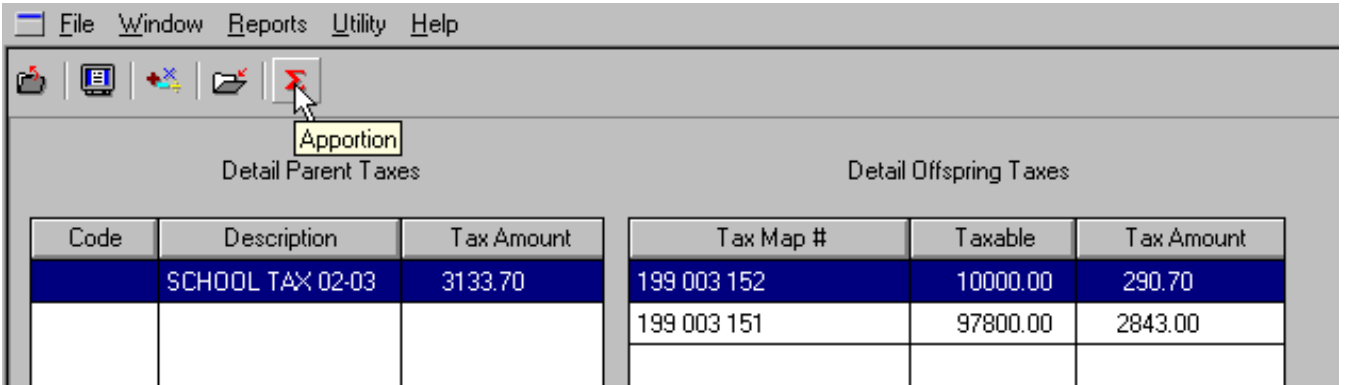 File Window Reports Utility Help
Apportion
Detail Parent Taxes
Detail Offspring Taxes
Code Description Tax Amount
Tax Map # Taxable Tax Amount
SCHOOL TAX 02-03 3133.70
199 003 152 10000.00 290.70
199 003 151 97800.00 2843.00